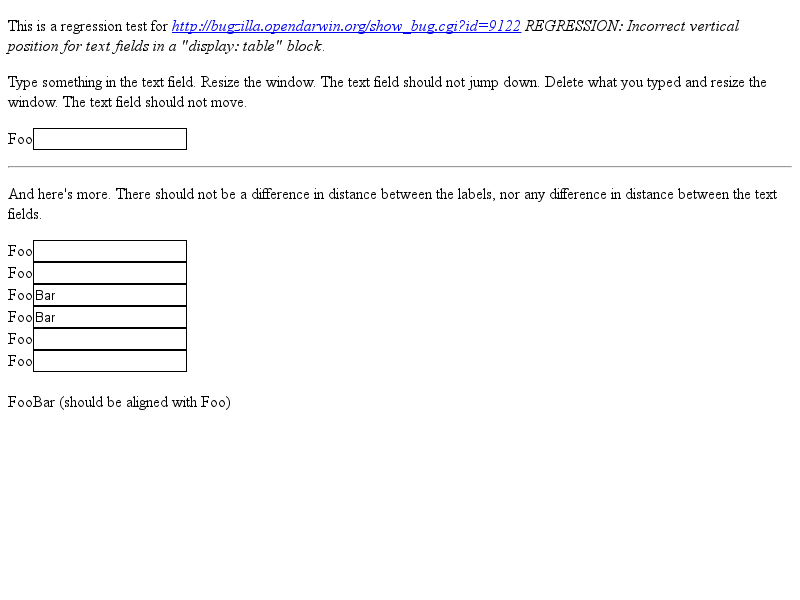 This is a regression test for http://bugzilla.opendarwin.org/show_bug.cgi?id=9122 REGRESSION: Incorrect vertical
position for text fields in a "display: table" block.
Type something in the text field. Resize the window. The text field should not jump down. Delete what you typed and resize the
window. The text field should not move.
Foo
And here's more. There should not be a difference in distance between the labels, nor any difference in distance between the text
fields.
Foo
Foo
Foo Bar
Foo Bar
Foo
Foo
FooBar (should be aligned with Foo)